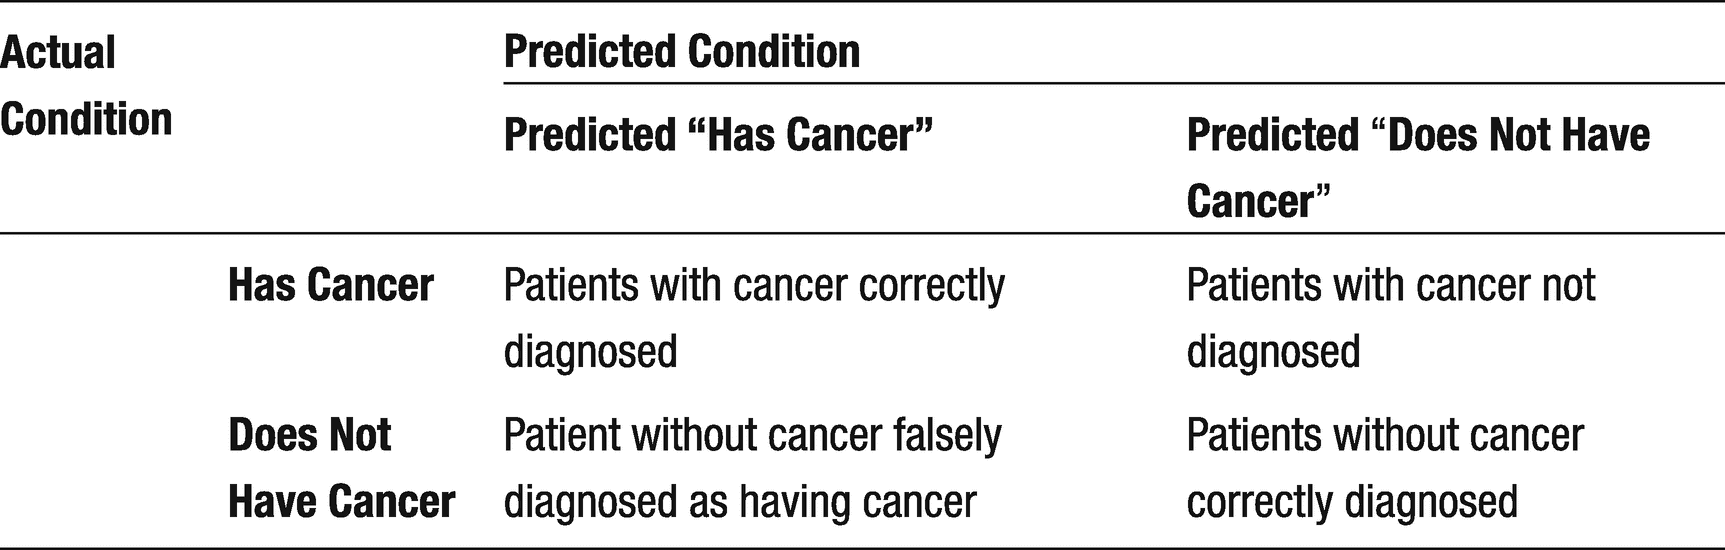 Actual
Condition
Predicted Condition
Predicted “Has Cancer”
Predicted “Does Not Have
Cancer”
Has Cancer
Patients with cancer correctly
diagnosed
Patients with cancer not
diagnosed
Does Not
Have Cancer
Patient without cancer falsely
diagnosed as having cancer
Patients without cancer
correctly diagnosed